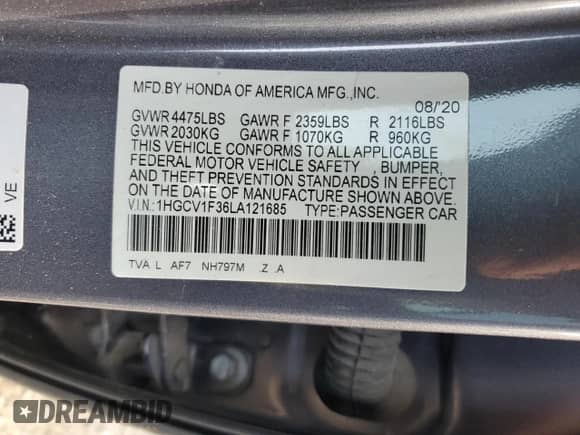 MFD.BY HONDA OF AMERICA MFG.,INC.
08/'20
GVWR 4475LBS GAWR F 2359LBS R 2116LBS
GVWR 2030KG GAWR F 1070KG R 960KG
THIS VEHICLE CONFORMS TO ALL APPLICABLE
FEDERAL MOTOR VEHICLE SAFETY , BUMPER,
AND THEFT PREVENTION STANDARDS IN EFFECT
ON THE DATE OF MANUFACTURE SHOWN ABOVE.
V.I.N.:1HGCV1F36LA121685 TYPE:PASSENGER CAR
TVA L AF7 NH797M .Z .A
VE
DREAMBID